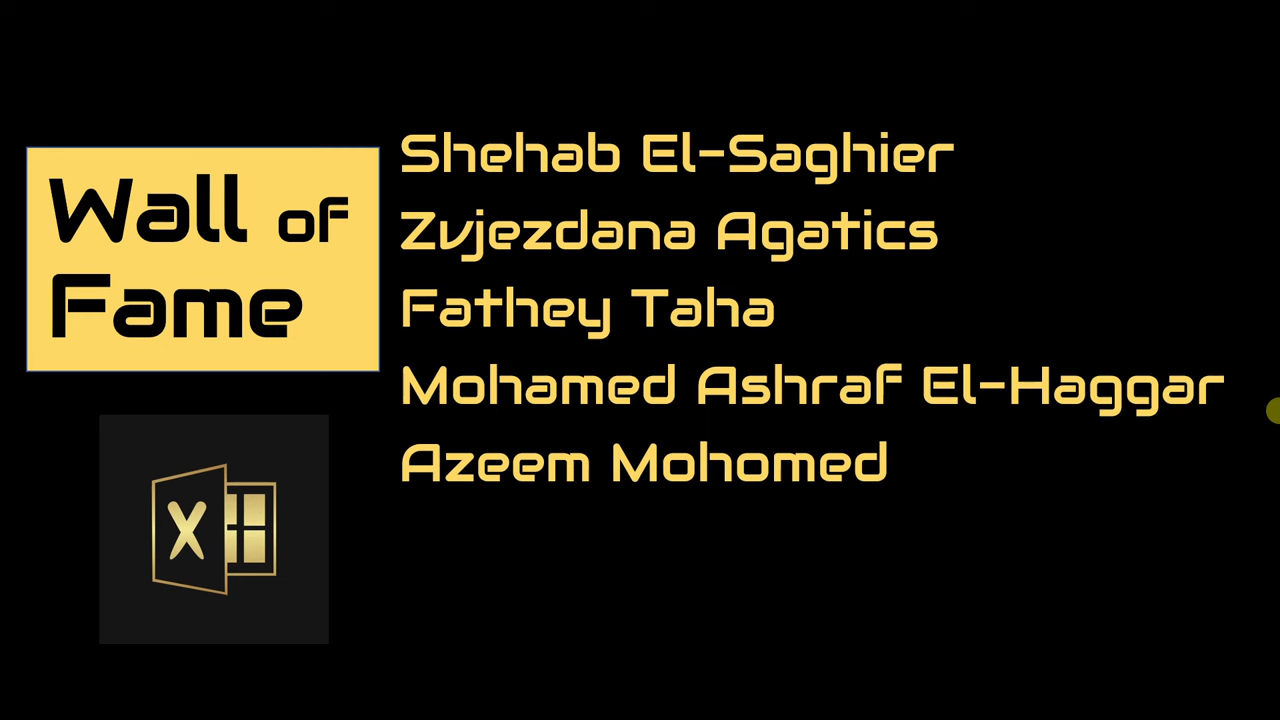 Wall of
Fame
Shehab El-Saghier
Zvjezdana Agatics
Fathey Taha
Mohamed Ashraf El-Haggar
Azeem Mohomed
X